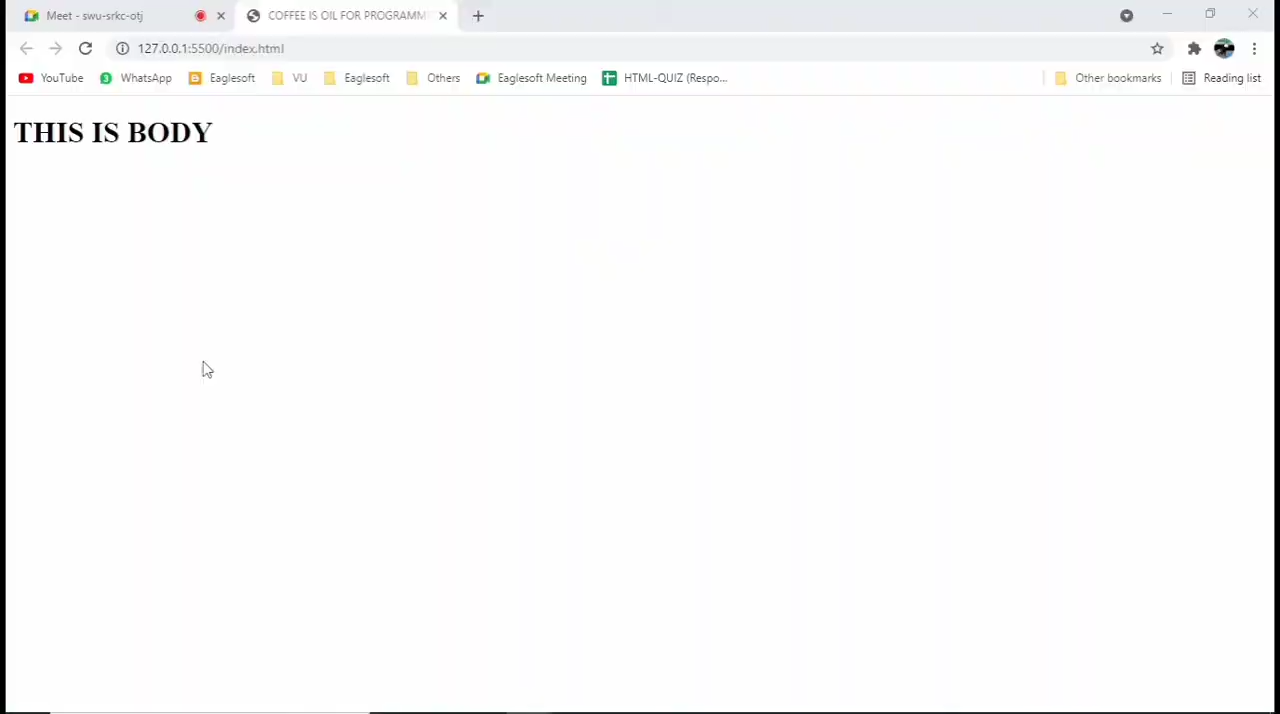 Meet - swu-srkc-otj
COFFEE IS OIL FOR PROGRAMM
127.0.0.1:5500/index.html
YouTube
3 WhatsApp
Eaglesoft
VU
Eaglesoft
Others
Eaglesoft Meeting
HTML-QUIZ (Respo...
Other bookmarks
Reading list
THIS IS BODY